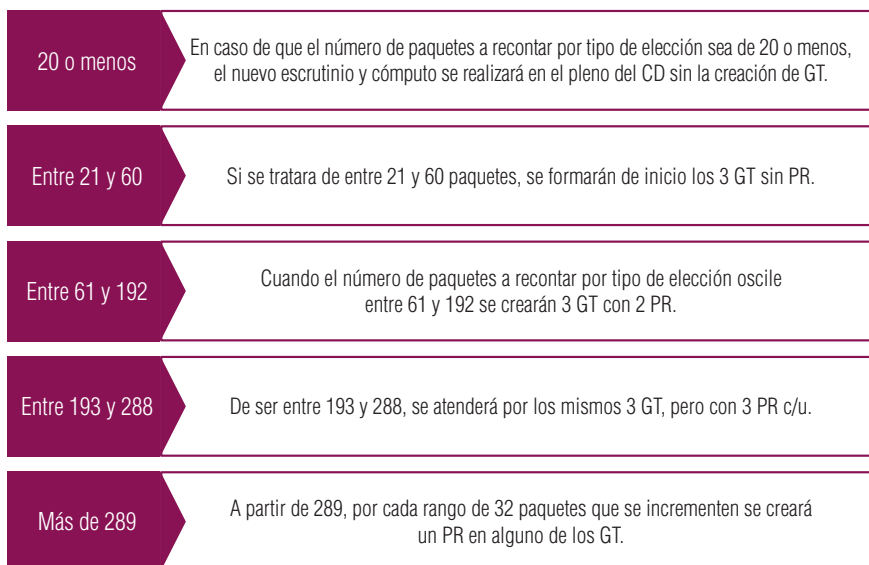 20 o menos
En caso de que el número de paquetes a recontar por tipo de elección sea de 20 o menos,
el nuevo escrutinio y cómputo se realizará en el pleno del CD sin la creación de GT.
Entre 21 y 60
Si se tratara de entre 21 y 60 paquetes, se formarán de inicio los 3 GT sin PR.
Entre 61 y 192
Cuando el número de paquetes a recontar por tipo de elección oscile
entre 61 y 192 se crearán 3 GT con 2 PR.
Entre 193 y 288
De ser entre 193 y 288, se atenderá por los mismos 3 GT, pero con 3 PR c/u.
Más de 289
A partir de 289, por cada rango de 32 paquetes que se incrementen se creará
un PR en alguno de los GT.